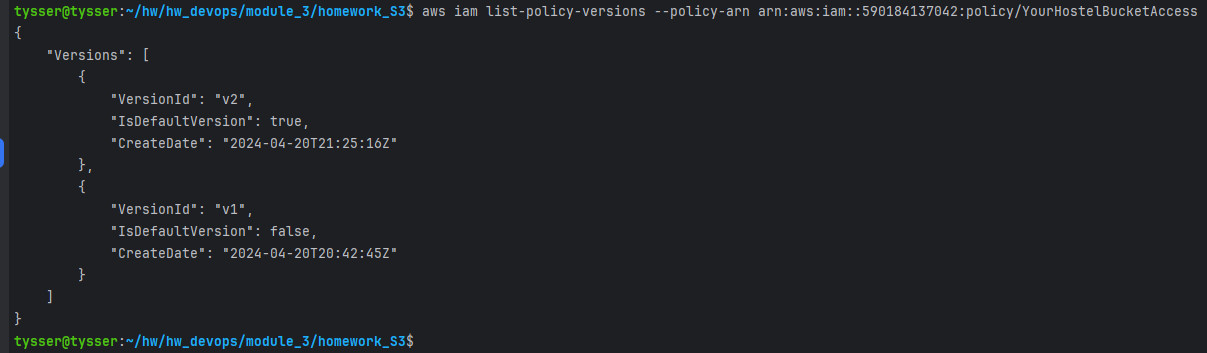 tysser@tysser:~/hw/hw_devops/module_3/homework_S3$ aws iam list-policy-versions --policy-arn arn:aws:iam::590184137042:policy/YourHostelBucketAccess
{
    "Versions": [
        {
            "VersionId": "v2",
            "IsDefaultVersion": true,
            "CreateDate": "2024-04-20T21:25:16Z"
        },
        {
            "VersionId": "v1",
            "IsDefaultVersion": false,
            "CreateDate": "2024-04-20T20:42:45Z"
        }
    ]
}
tysser@tysser:~/hw/hw_devops/module_3/homework_S3$